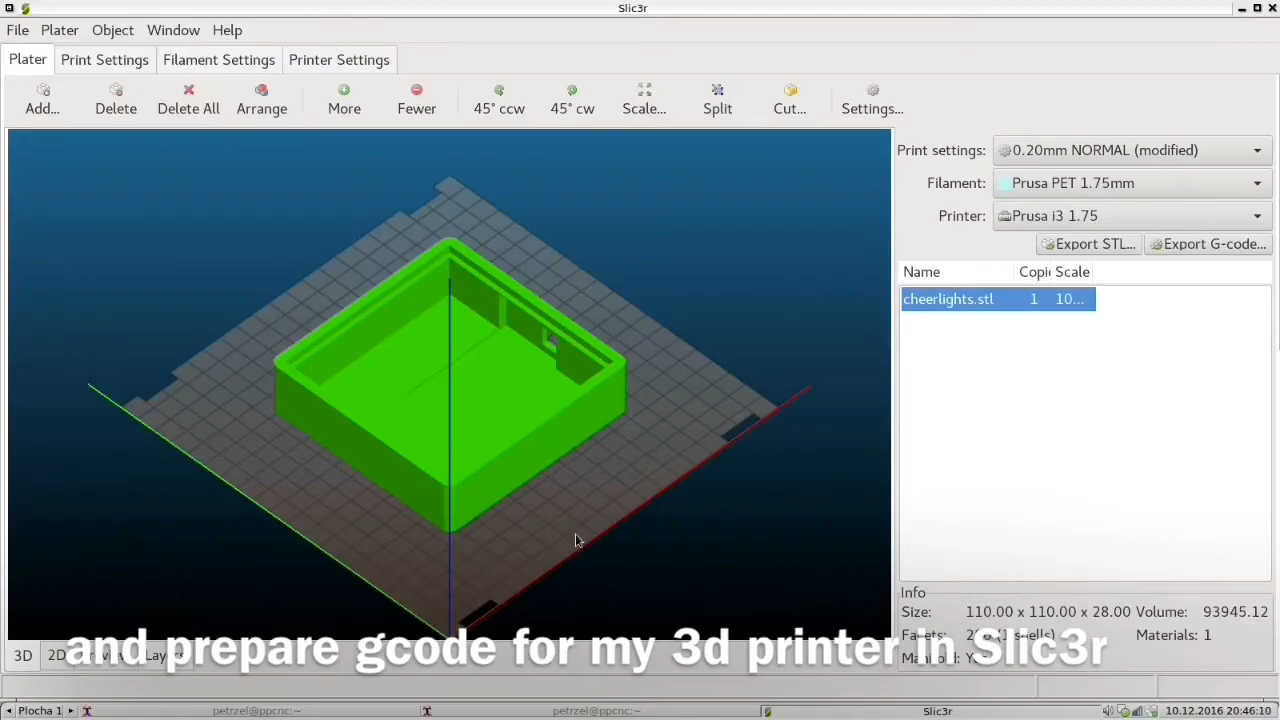 Slic3r
File Plater Object Window Help
Plater Print Settings Filament Settings Printer Settings
Add... Delete Delete All Arrange More Fewer 45° ccw 45° cw Scale... Split Cut... Settings...
Print settings: 0.20mm NORMAL (modified)
Filament: Prusa PET 1.75mm
Printer: Prusa i3 1.75
Export STL... Export G-code...
Name Copi Scale
cheerlights.stl 1 10...
Info
Size: 110.00 x 110.00 x 28.00 Volume: 93945.12
Facets: Materials: 1
and prepare gcode for my 3d printer in Slic3r
3D 2D
Plocha 1 petrzel@ppcnc:~ petrzel@ppcnc:~ Slic3r 10.12.2016 20:46:10